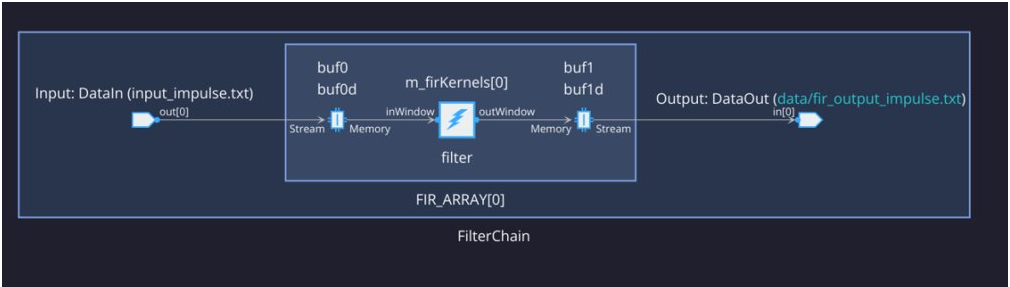 buf0
buf0d
m_firKernels[0]
buf1
buf1d
Input: DataIn (input_impulse.txt)
out[0]
Stream
Memory
inWindow
outWindow
Memory
Stream
Output: DataOut (data/fir_output_impulse.txt)
in[0]
filter
FIR_ARRAY[0]
FilterChain